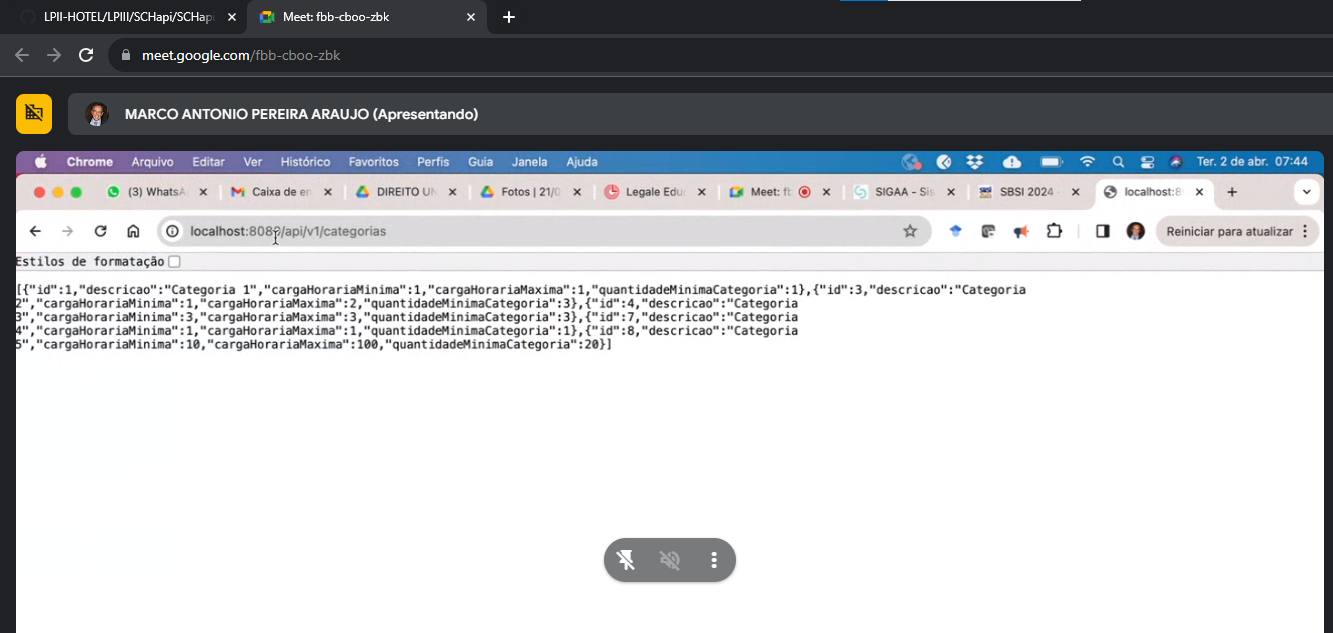 LPII-HOTEL/LPIII/SCHapi/SCHapi
Meet: fbb-cboo-zbk
meet.google.com/fbb-cboo-zbk
MARCO ANTONIO PEREIRA ARAUJO (Apresentando)
Chrome Arquivo Editar Ver Histórico Favoritos Perfis Guia Janela Ajuda Ter. 2 de abr. 07:44
(3) WhatsA Caixa de en DIREITO UN Fotos | 21/0 Legale Edu Meet: fb SIGAA - Sis SBSI 2024 localhost:8
localhost:8080/api/v1/categorias Reiniciar para atualizar
Estilos de formatação
[{"id":1,"descricao":"Categoria 1","cargaHorariaMinima":1,"cargaHorariaMaxima":1,"quantidadeMinimaCategoria":1},{"id":3,"descricao":"Categoria
2","cargaHorariaMinima":1,"cargaHorariaMaxima":2,"quantidadeMinimaCategoria":3},{"id":4,"descricao":"Categoria
3","cargaHorariaMinima":3,"cargaHorariaMaxima":3,"quantidadeMinimaCategoria":3},{"id":7,"descricao":"Categoria
4","cargaHorariaMinima":1,"cargaHorariaMaxima":1,"quantidadeMinimaCategoria":1},{"id":8,"descricao":"Categoria
5","cargaHorariaMinima":10,"cargaHorariaMaxima":100,"quantidadeMinimaCategoria":20}]